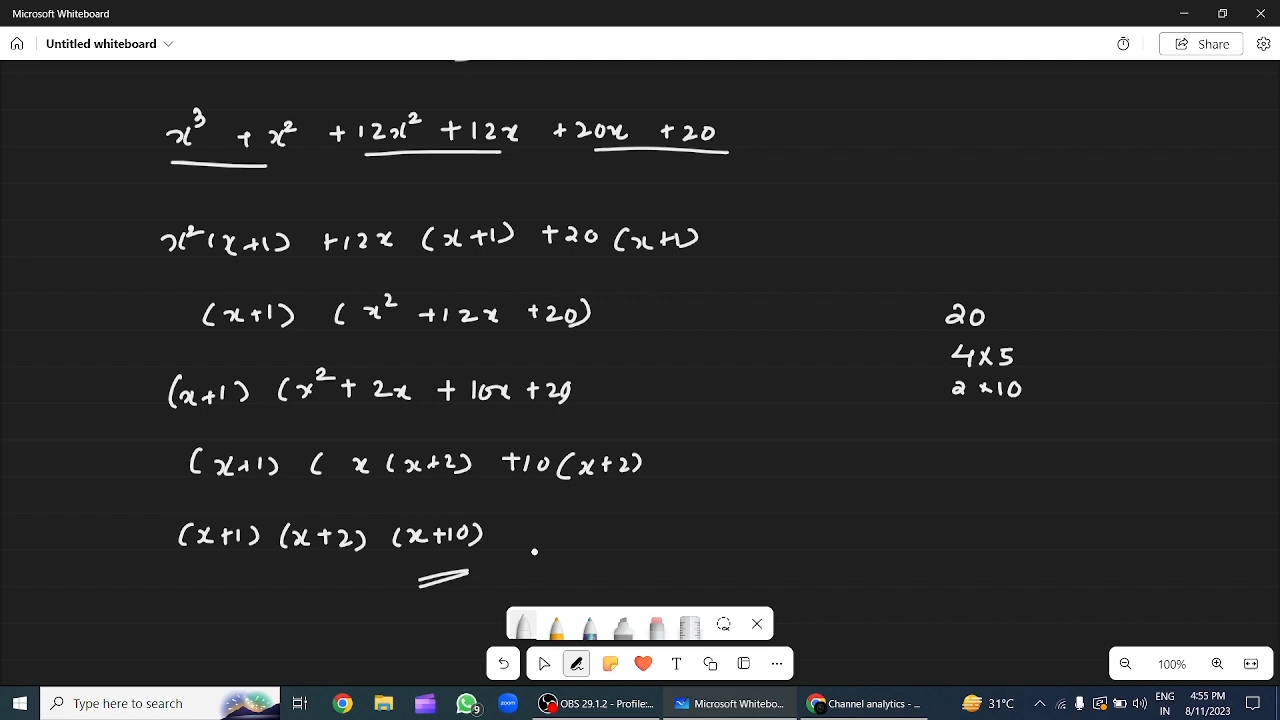 Microsoft Whiteboard
Untitled whiteboard
Share
x³ + x² + 12x² + 12x + 20x + 20
x²(x+1) +12x (x+1) +20 (x+1)
(x+1) (x² +12x +20)
20
4×5
(x+1) (x² + 2x + 10x +20
2 ×10
(x+1) ( x (x+2) +10(x+2)
(x+1) (x+2) (x+10)
100%
Type here to search
9
zoom
OBS 29.1.2 - Profile...
Microsoft Whitebo...
Channel analytics - ...
31°C
ENG
IN
4:55 PM
8/11/2023